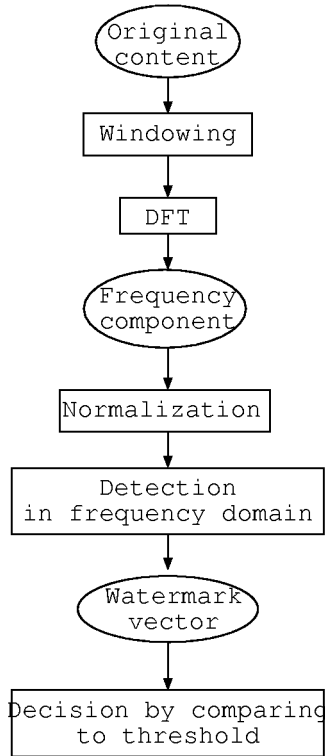 Original
content
Windowing
DFT
Frequency
component
Normalization
Detection
in frequency domain
Watermark
vector
Decision by comparing
to threshold